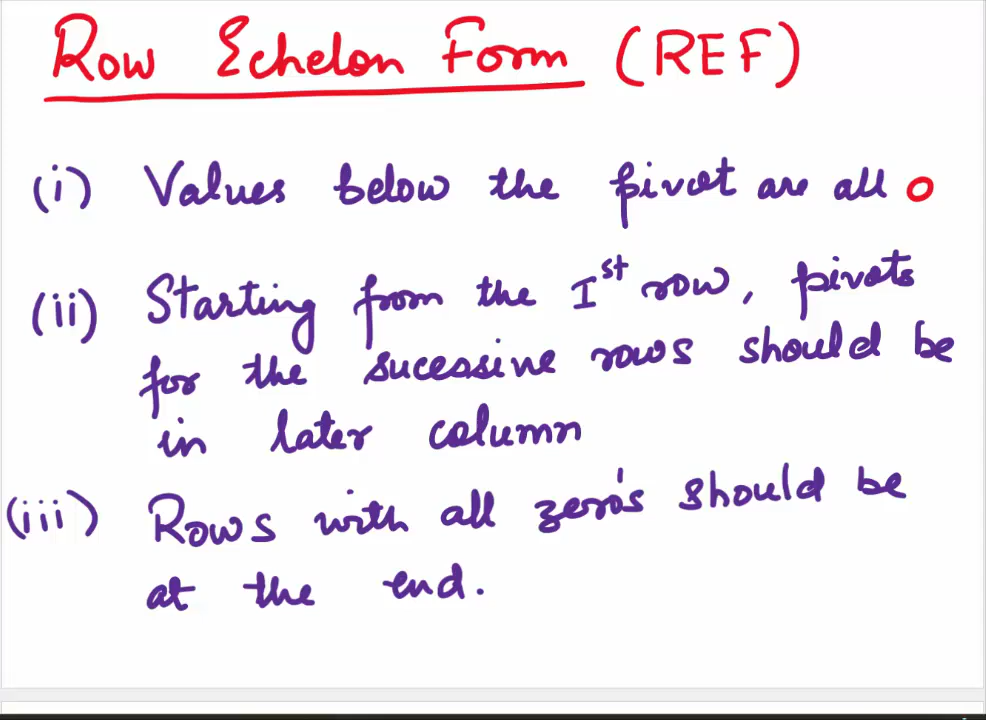 Row Echelon Form (REF)
(i) Values below the pivot are all 0
(ii) Starting from the Ist row, pivots
for the sucessive rows should be
in later column
(iii) Rows with all zero's should be
at the end.